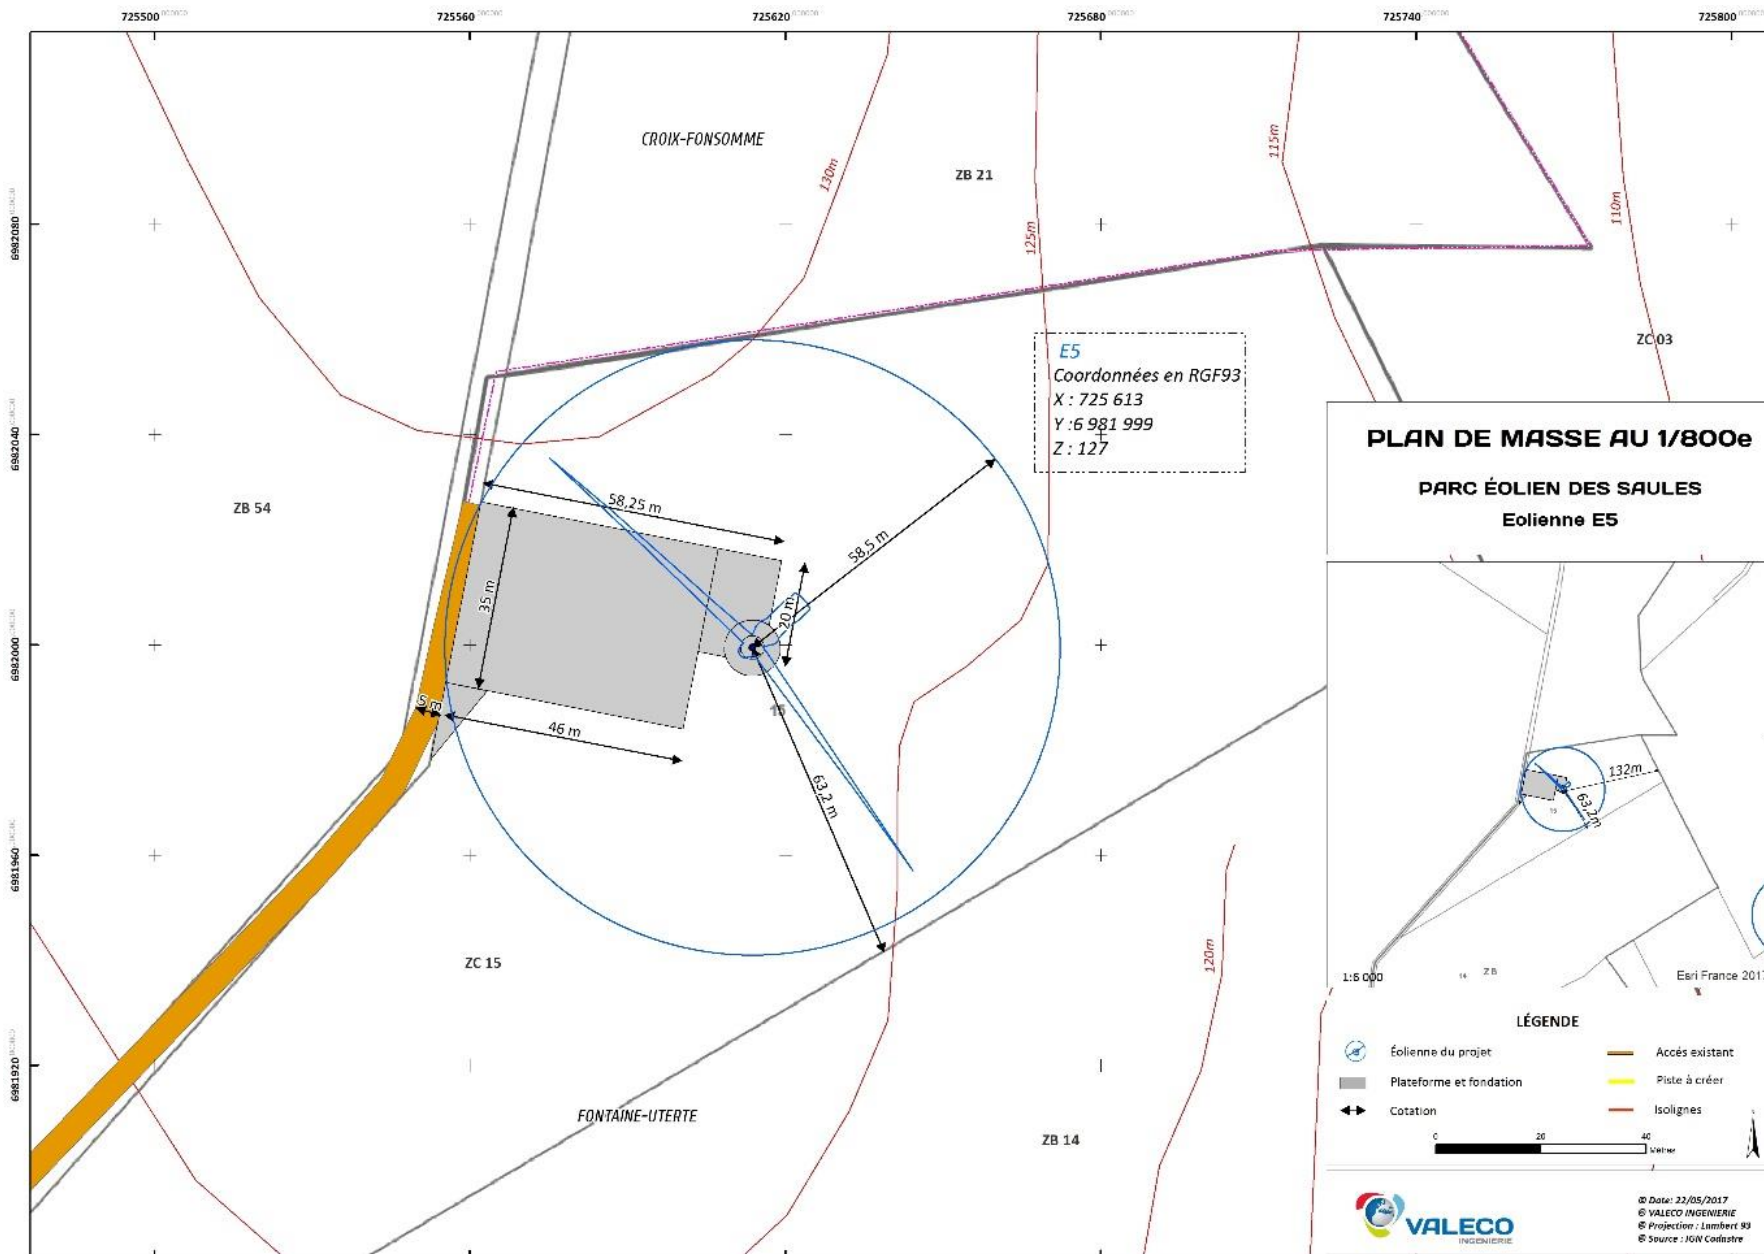 725500
725560
725620
725680
725740
725800
6982080
6982040
6982000
6981960
6981920
CROIX-FONSOMME
ZB 21
130m
125m
115m
110m
ZC 03
E5
Coordonnées en RGF93
X : 725 613
Y :6 981 999
Z : 127
ZB 54
58,25 m
58,5 m
35 m
20 m
5 m
46 m
15
63,2 m
ZC 15
120m
FONTAINE-UTERTE
ZB 14
PLAN DE MASSE AU 1/800e
PARC ÉOLIEN DES SAULES
Eolienne E5
132m
63,2m
15
1:6 000
14
Z B
Esri France 2017
LÉGENDE
Éolienne du projet
Plateforme et fondation
Cotation
Accés existant
Piste à créer
Isolignes
0 20 40
Mètres
VALECO
INGENIERIE
© Date: 22/05/2017
© VALECO INGENIERIE
© Projection : Lambert 93
© Source : IGN Cadastre